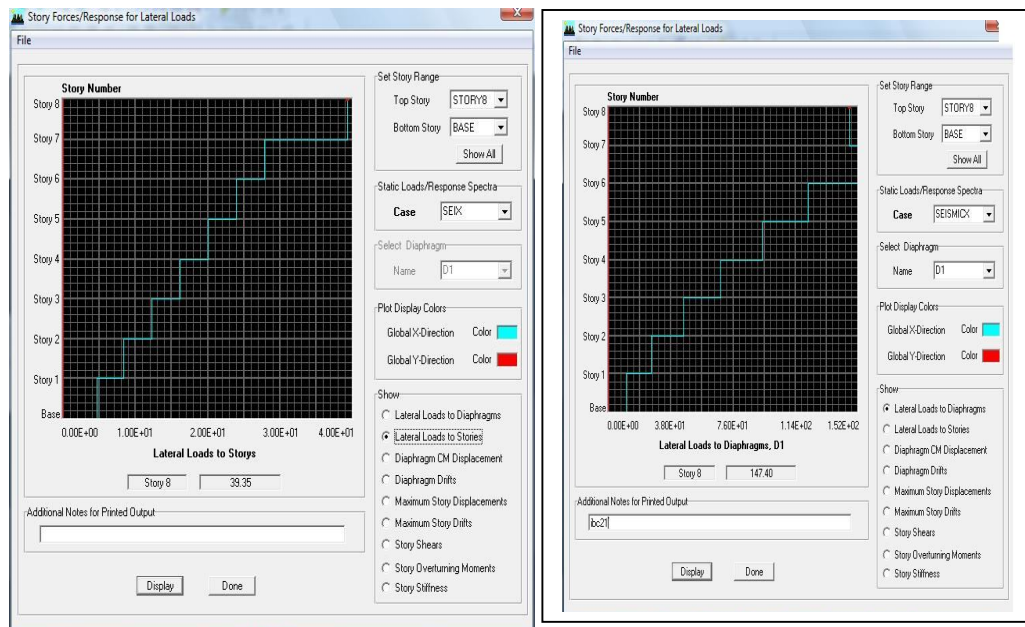 Story Forces/Response for Lateral Loads
File
Story Number
Story 8
Story 7
Story 6
Story 5
Story 4
Story 3
Story 2
Story 1
Base
0.00E+00 1.00E+01 2.00E+01 3.00E+01 4.00E+01
Lateral Loads to Storys
Story 8 39.35
Additional Notes for Printed Output
Display Done
Set Story Range
Top Story STORY8
Bottom Story BASE
Show All
Static Loads/Response Spectra
Case SEIX
Select Diaphragm
Name D1
Plot Display Colors
Global X-Direction Color
Global Y-Direction Color
Show
Lateral Loads to Diaphragms
Lateral Loads to Stories
Diaphragm CM Displacement
Diaphragm Drifts
Maximum Story Displacements
Maximum Story Drifts
Story Shears
Story Overturning Moments
Story Stiffness
Story Forces/Response for Lateral Loads
File
Story Number
Story 8
Story 7
Story 6
Story 5
Story 4
Story 3
Story 2
Story 1
Base
0.00E+00 3.80E+01 7.60E+01 1.14E+02 1.52E+02
Lateral Loads to Diaphragms, D1
Story 8 147.40
Additional Notes for Printed Output
ibc21
Display Done
Set Story Range
Top Story STORY8
Bottom Story BASE
Show All
Static Loads/Response Spectra
Case SEISMICX
Select Diaphragm
Name D1
Plot Display Colors
Global X-Direction Color
Global Y-Direction Color
Show
Lateral Loads to Diaphragms
Lateral Loads to Stories
Diaphragm CM Displacement
Diaphragm Drifts
Maximum Story Displacements
Maximum Story Drifts
Story Shears
Story Overturning Moments
Story Stiffness